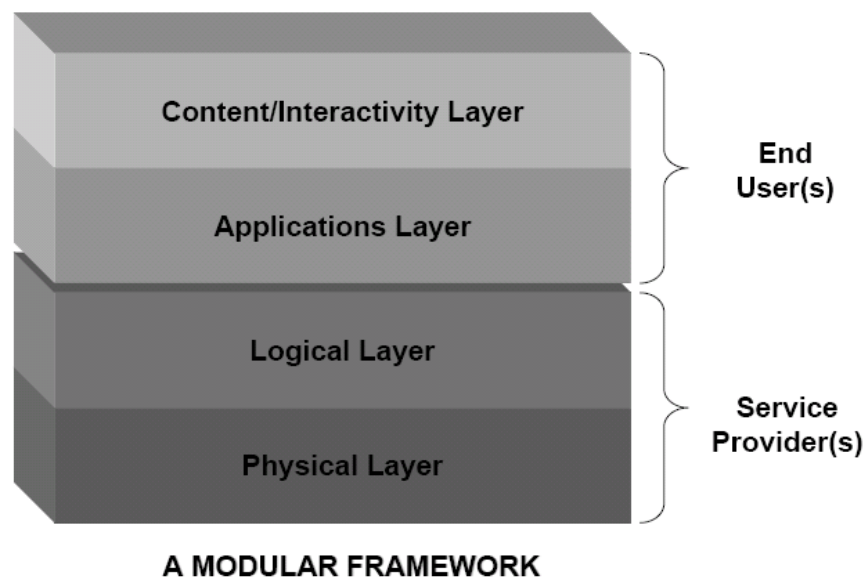 Content/Interactivity Layer
End
User(s)
Applications Layer
Logical Layer
Service
Provider(s)
Physical Layer
A MODULAR FRAMEWORK